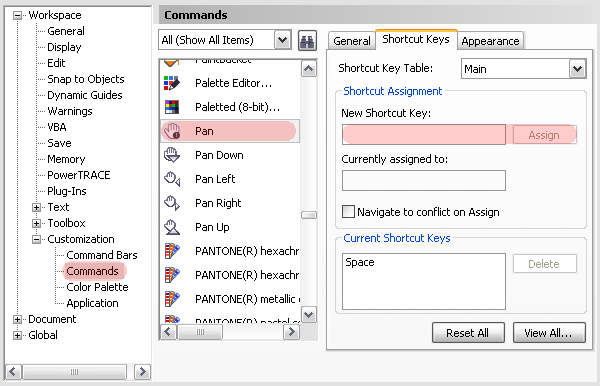 Workspace
General
Display
Edit
Snap to Objects
Dynamic Guides
Warnings
VBA
Save
Memory
PowerTRACE
Plug-Ins
Text
Toolbox
Customization
Command Bars
Commands
Color Palette
Application
Document
Global
Commands
All (Show All Items)
Paintbucket
Palette Editor...
Paletted (8-bit)...
Pan
Pan Down
Pan Left
Pan Right
Pan Up
PANTONE(R) hexachr
PANTONE(R) hexachr
PANTONE(R) metallic
PANTONE(R) pastel
General
Shortcut Keys
Appearance
Shortcut Key Table:
Main
Shortcut Assignment
New Shortcut Key:
Assign
Currently assigned to:
Navigate to conflict on Assign
Current Shortcut Keys
Space
Delete
Reset All
View All...